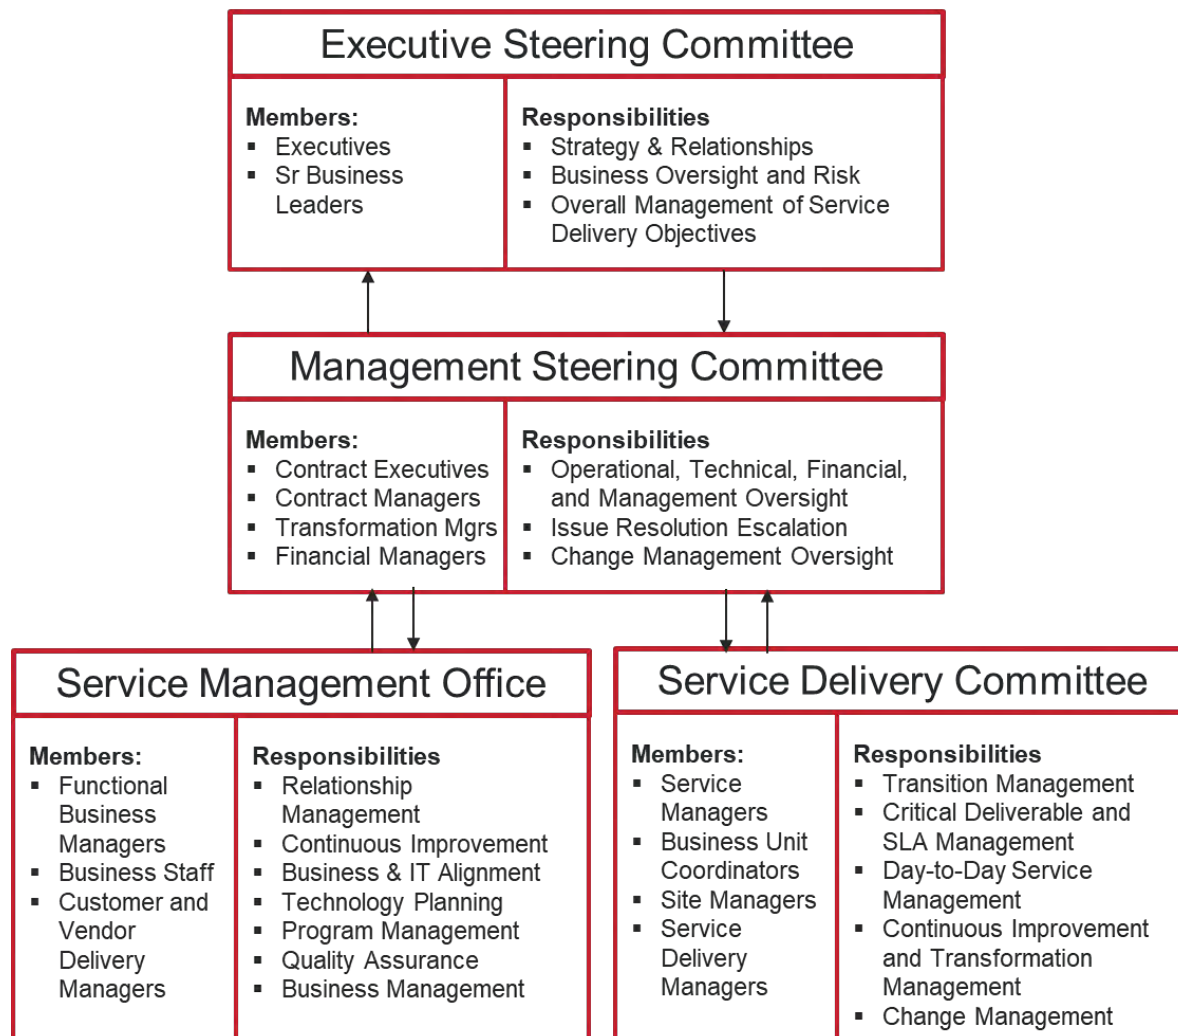 Executive Steering Committee
Members:
▪ Executives
▪ Sr Business
Leaders
Responsibilities
▪ Strategy & Relationships
▪ Business Oversight and Risk
▪ Overall Management of Service
Delivery Objectives
Management Steering Committee
Members:
▪ Contract Executives
▪ Contract Managers
▪ Transformation Mgrs
▪ Financial Managers
Responsibilities
▪ Operational, Technical, Financial,
and Management Oversight
▪ Issue Resolution Escalation
▪ Change Management Oversight
Service Management Office
Members:
▪ Functional
Business
Managers
▪ Business Staff
▪ Customer and
Vendor
Delivery
Managers
Responsibilities
▪ Relationship
Management
▪ Continuous Improvement
▪ Business & IT Alignment
▪ Technology Planning
▪ Program Management
▪ Quality Assurance
▪ Business Management
Service Delivery Committee
Members:
▪ Service
Managers
▪ Business Unit
Coordinators
▪ Site Managers
▪ Service
Delivery
Managers
Responsibilities
▪ Transition Management
▪ Critical Deliverable and
SLA Management
▪ Day-to-Day Service
Management
▪ Continuous Improvement
and Transformation
Management
▪ Change Management